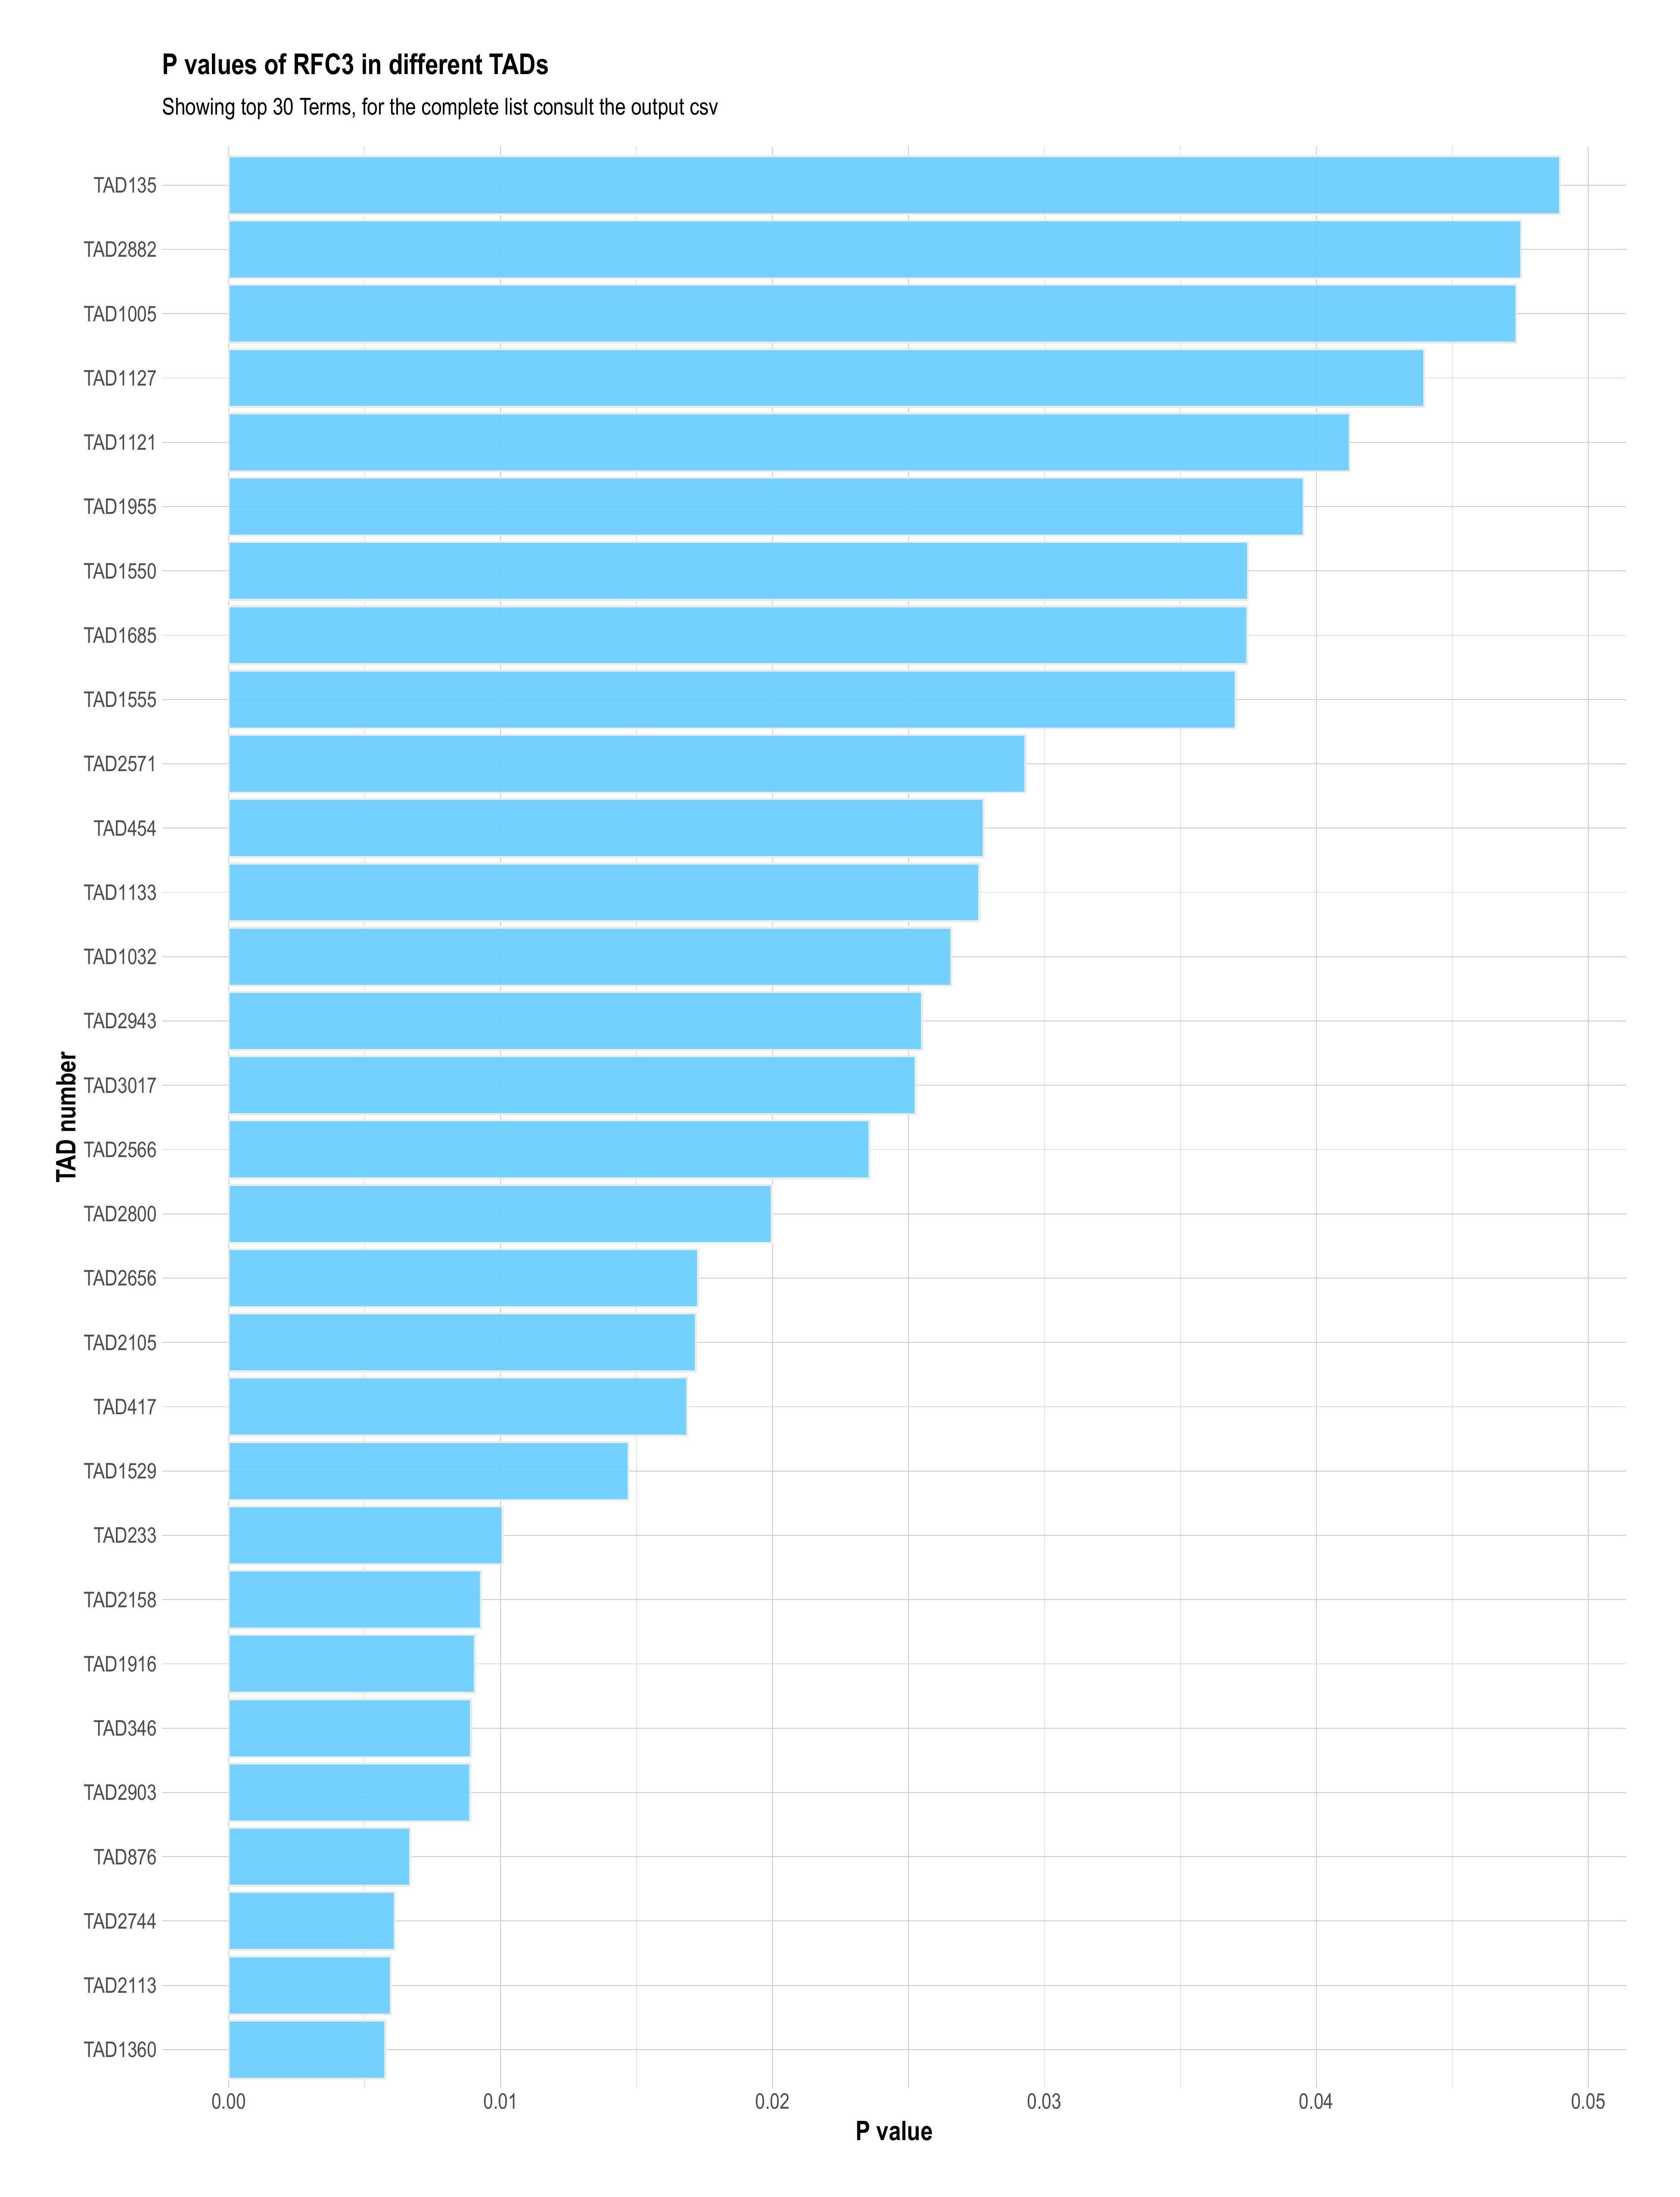 P values of RFC3 in different TADs
Showing top 30 Terms, for the complete list consult the output csv
TAD135
TAD2882
TAD1005
TAD1127
TAD1121
TAD1955
TAD1550
TAD1685
TAD1555
TAD2571
TAD454
TAD1133
TAD1032
TAD2943
TAD3017
TAD2566
TAD2800
TAD2656
TAD2105
TAD417
TAD1529
TAD233
TAD2158
TAD1916
TAD346
TAD2903
TAD876
TAD2744
TAD2113
TAD1360
TAD number
0.00 0.01 0.02 0.03 0.04 0.05
P value